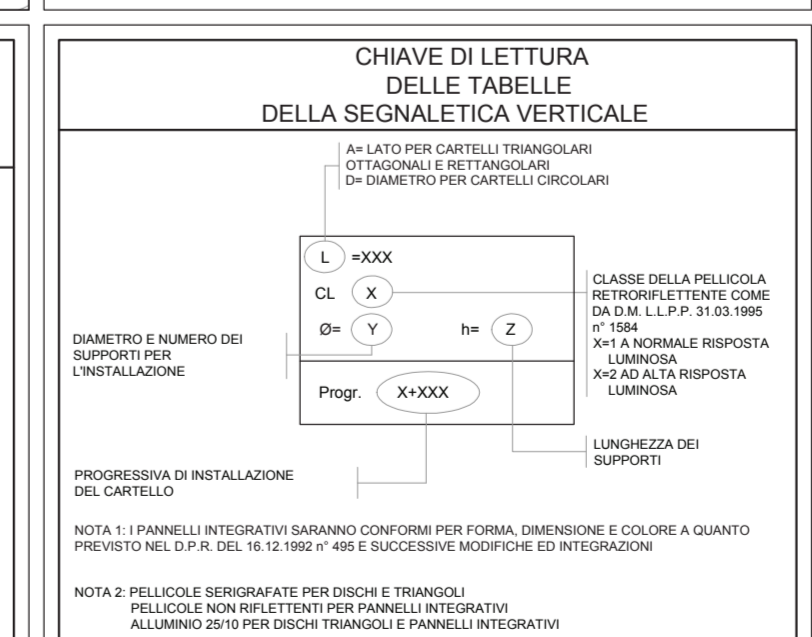 CHIAVE DI LETTURA
DELLE TABELLE
DELLA SEGNALETICA VERTICALE
A= LATO PER CARTELLI TRIANGOLARI
OTTAGONALI E RETTANGOLARI
D= DIAMETRO PER CARTELLI CIRCOLARI
L =XXX
CL X
Ø= Y h= Z
Progr. X+XXX
CLASSE DELLA PELLICOLA
RETRORIFLETTENTE COME
DA D.M. L.L.P.P. 31.03.1995
n° 1584
X=1 A NORMALE RISPOSTA
LUMINOSA
X=2 AD ALTA RISPOSTA
LUMINOSA
DIAMETRO E NUMERO DEI
SUPPORTI PER
L'INSTALLAZIONE
LUNGHEZZA DEI
SUPPORTI
PROGRESSIVA DI INSTALLAZIONE
DEL CARTELLO
NOTA 1: I PANNELLI INTEGRATIVI SARANNO CONFORMI PER FORMA, DIMENSIONE E COLORE A QUANTO
PREVISTO NEL D.P.R. DEL 16.12.1992 n° 495 E SUCCESSIVE MODIFICHE ED INTEGRAZIONI
NOTA 2: PELLICOLE SERIGRAFATE PER DISCHI E TRIANGOLI
PELLICOLE NON RIFLETTENTI PER PANNELLI INTEGRATIVI
ALLUMINIO 25/10 PER DISCHI TRIANGOLI E PANNELLI INTEGRATIVI